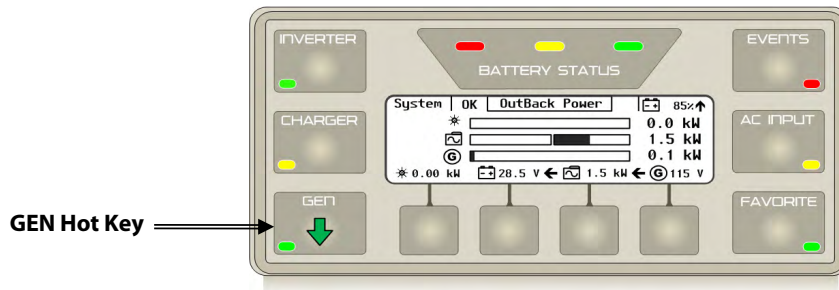 INVERTER
EVENTS
BATTERY STATUS
System OK OutBack Power 85%
CHARGER
0.0 kW
AC INPUT
1.5 kW
G 0.1 kW
0.00 kW 28.5 V 1.5 kW G 115 V
GEN
FAVORITE
GEN Hot Key